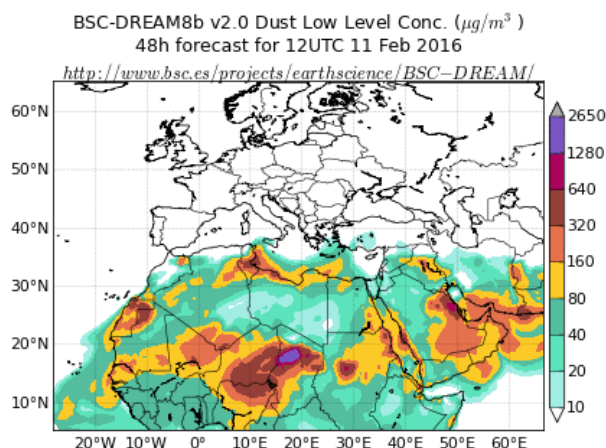 BSC-DREAM8b v2.0 Dust Low Level Conc. (μg/m³ )
48h forecast for 12UTC 11 Feb 2016
http://www.bsc.es/projects/earthscience/BSC−DREAM/
60°N
50°N
40°N
30°N
20°N
10°N
20°W
10°W
0°
10°E
20°E
30°E
40°E
50°E
60°E
2650
1280
640
320
160
80
40
20
10